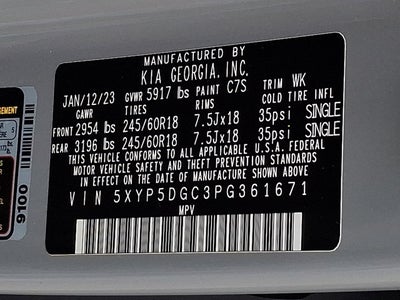 MANUFACTURED BY
KIA GEORGIA, INC.
JAN/12/23 GVWR 5917 lbs PAINT C7S TRIM WK
GAWR TIRES RIMS COLD TIRE INFL
FRONT 2954 lbs 245/60R18 7.5Jx18 35psi SINGLE
REAR 3196 lbs 245/60R18 7.5Jx18 35psi SINGLE
THIS VEHICLE CONFORMS TO ALL APPLICABLE U.S.A. FEDERAL
MOTOR VEHICLE SAFETY AND THEFT PREVENTION STANDARDS
IN EFFECT ON THE DATE OF MANUFACTURE SHOWN ABOVE.
VIN 5XYP5DGC3PG361671
MPV
9100